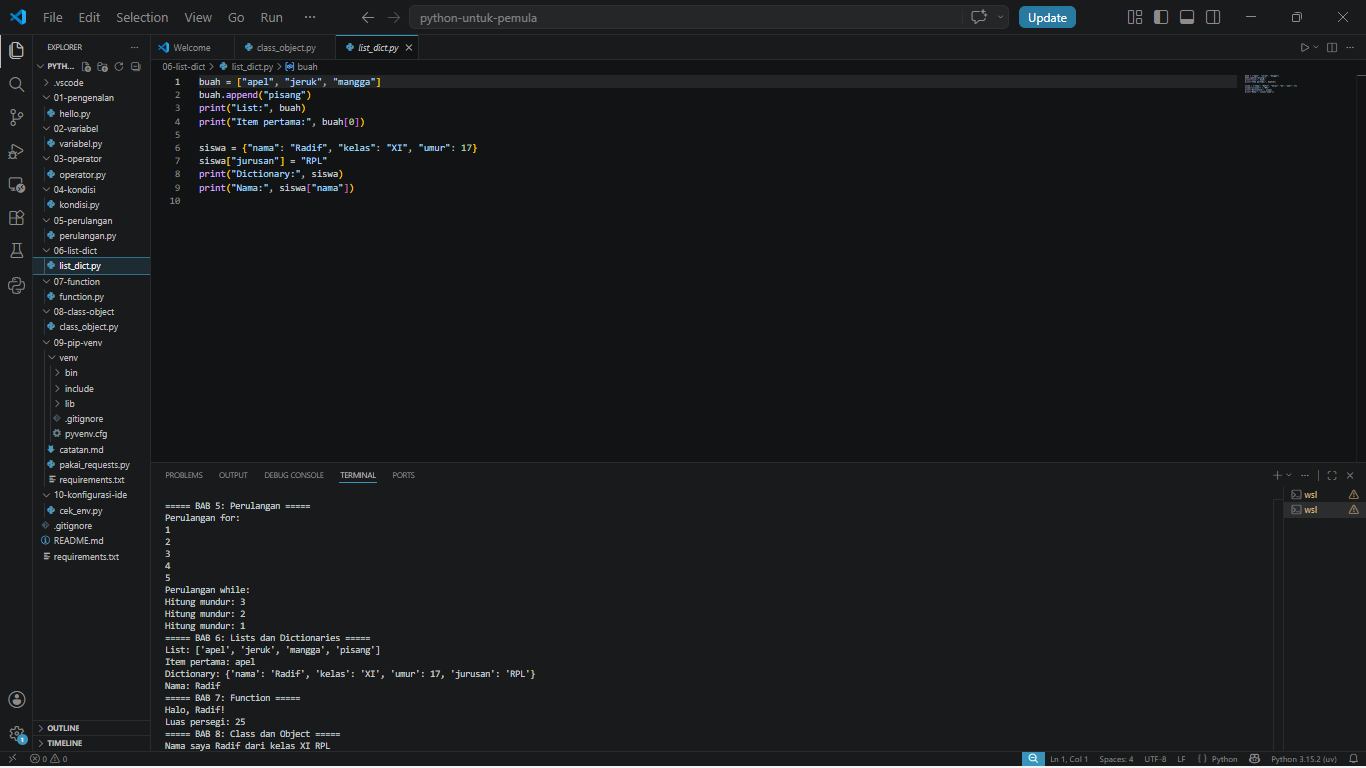 File Edit Selection View Go Run ··· python-untuk-pemula Update
EXPLORER ···
PYTH...
.vscode
01-pengenalan
hello.py
02-variabel
variabel.py
03-operator
operator.py
04-kondisi
kondisi.py
05-perulangan
perulangan.py
06-list-dict
list_dict.py
07-function
function.py
08-class-object
class_object.py
09-pip-venv
venv
bin
include
lib
.gitignore
pyvenv.cfg
catatan.md
pakai_requests.py
requirements.txt
10-konfigurasi-ide
cek_env.py
.gitignore
README.md
requirements.txt
OUTLINE
TIMELINE
Welcome class_object.py list_dict.py
06-list-dict > list_dict.py > buah
1 buah = ["apel", "jeruk", "mangga"]
2 buah.append("pisang")
3 print("List:", buah)
4 print("Item pertama:", buah[0])
5
6 siswa = {"nama": "Radif", "kelas": "XI", "umur": 17}
7 siswa["jurusan"] = "RPL"
8 print("Dictionary:", siswa)
9 print("Nama:", siswa["nama"])
10
PROBLEMS OUTPUT DEBUG CONSOLE TERMINAL PORTS
===== BAB 5: Perulangan =====
Perulangan for:
1
2
3
4
5
Perulangan while:
Hitung mundur: 3
Hitung mundur: 2
Hitung mundur: 1
===== BAB 6: Lists dan Dictionaries =====
List: ['apel', 'jeruk', 'mangga', 'pisang']
Item pertama: apel
Dictionary: {'nama': 'Radif', 'kelas': 'XI', 'umur': 17, 'jurusan': 'RPL'}
Nama: Radif
===== BAB 7: Function =====
Halo, Radif!
Luas persegi: 25
===== BAB 8: Class dan Object =====
Nama saya Radif dari kelas XI RPL
wsl
wsl
1
0 0 Ln 1, Col 1 Spaces: 4 UTF-8 LF { } Python Python 3.15.2 (uv)